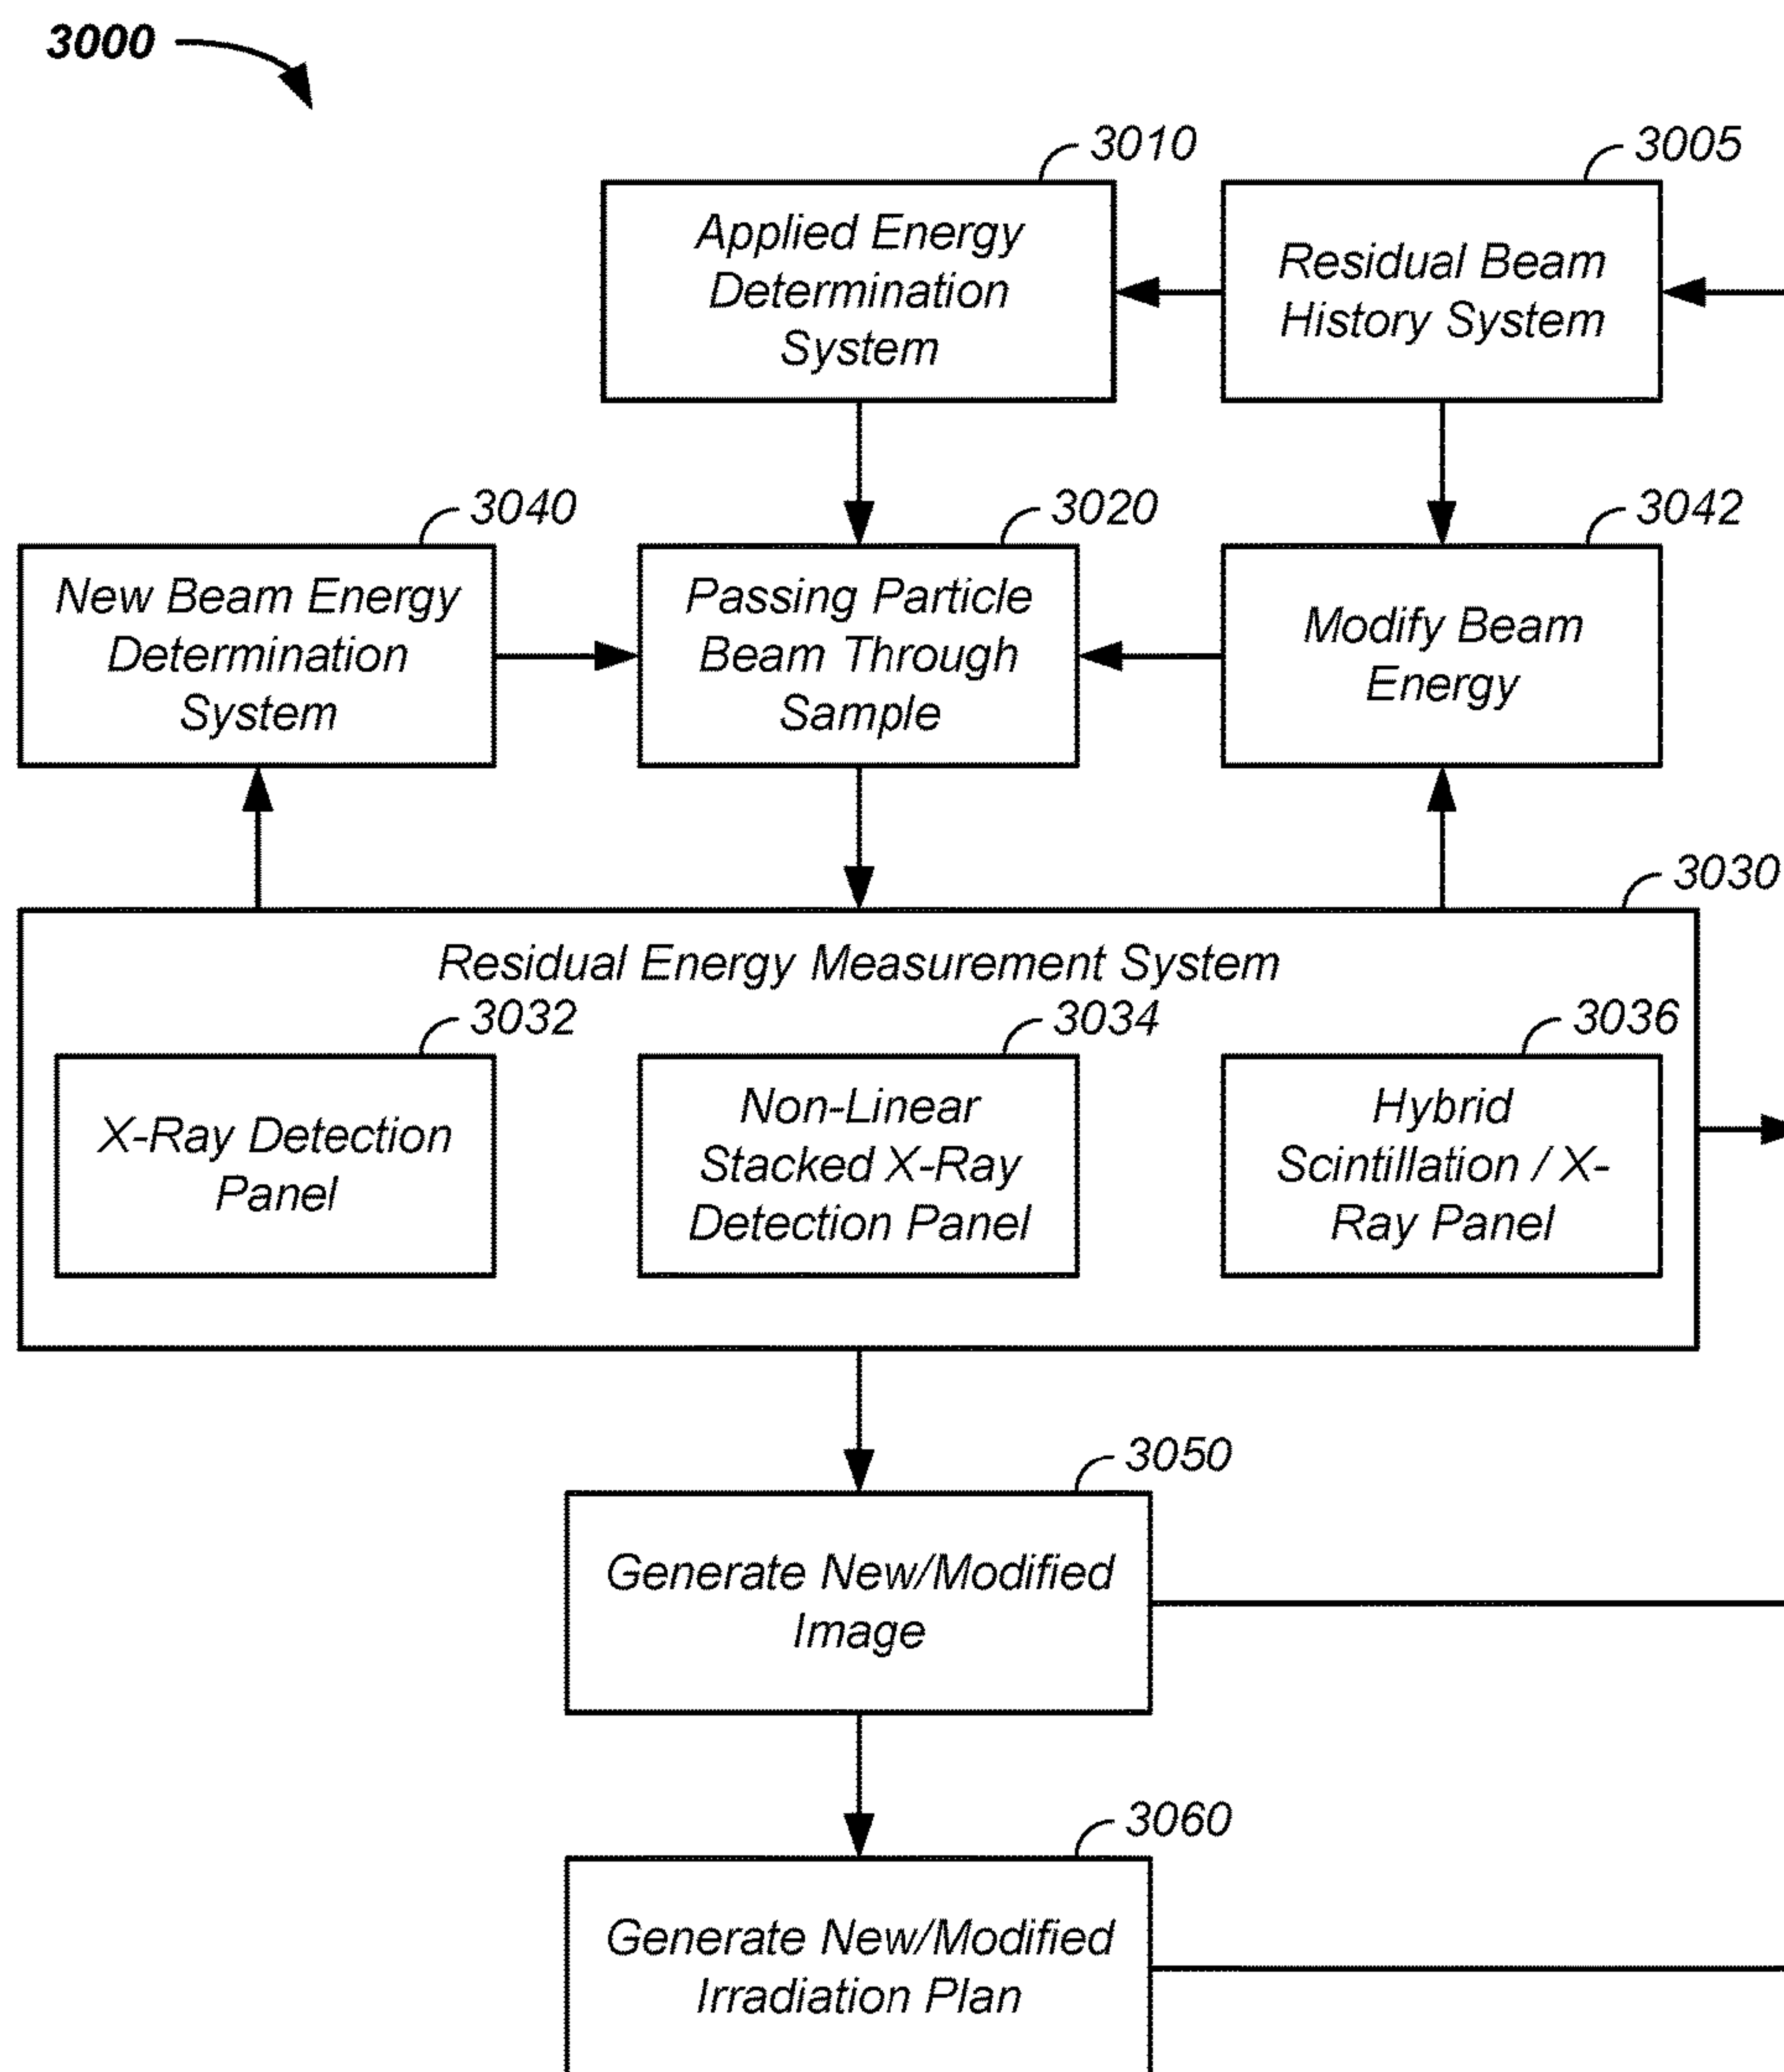 3000
3010
3005
Applied Energy
Determination
System
Residual Beam
History System
3040
3020
3042
New Beam Energy
Determination
System
Passing Particle
Beam Through
Sample
Modify Beam
Energy
3030
Residual Energy Measurement System
3032
3034
3036
X-Ray Detection
Panel
Non-Linear
Stacked X-Ray
Detection Panel
Hybrid
Scintillation / X-
Ray Panel
3050
Generate New/Modified
Image
3060
Generate New/Modified
Irradiation Plan